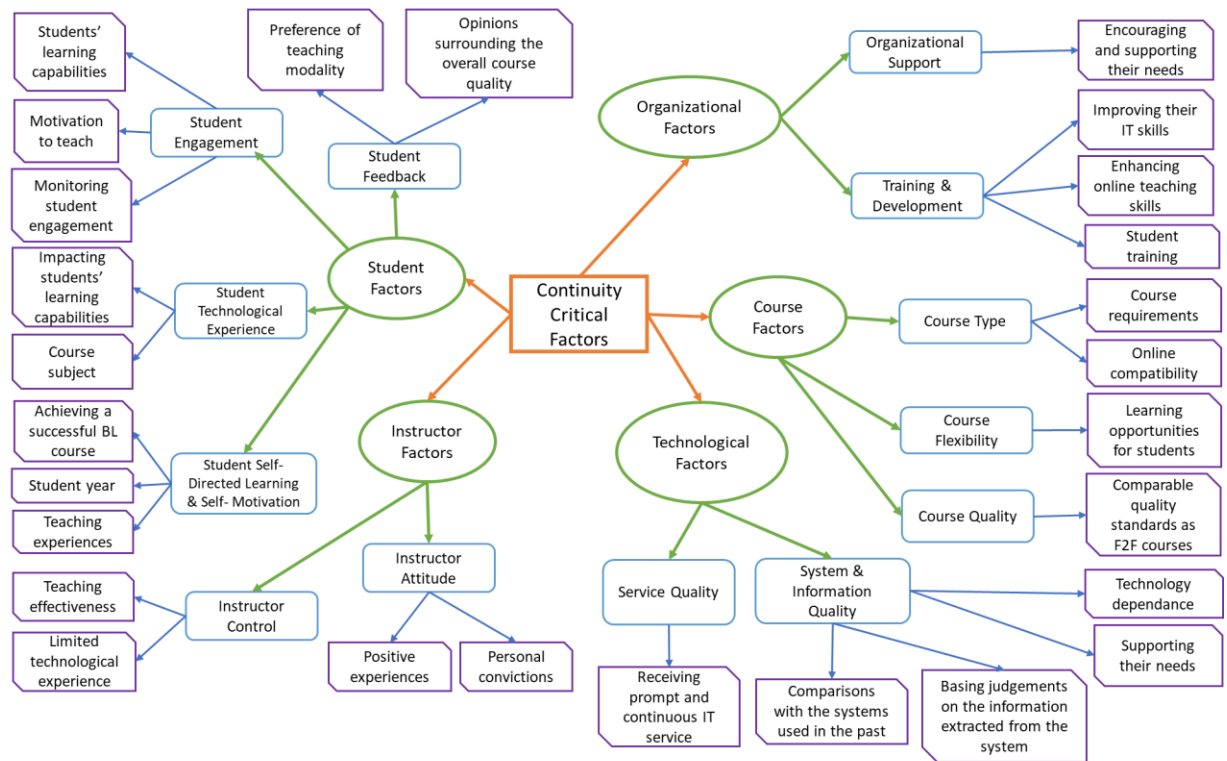 Students'
learning
capabilities
Motivation
to teach
Monitoring
student
engagement
Student
Engagement
Preference of
teaching
modality
Opinions
surrounding the
overall course
quality
Student
Feedback
Student
Factors
Impacting
students'
learning
capabilities
Course
subject
Student
Technological
Experience
Achieving a
successful BL
course
Student year
Teaching
experiences
Student Self-
Directed Learning
& Self- Motivation
Continuity
Critical
Factors
Organizational
Factors
Organizational
Support
Encouraging
and supporting
their needs
Training &
Development
Improving their
IT skills
Enhancing
online teaching
skills
Student
training
Course
Factors
Course Type
Course
requirements
Online
compatibility
Course
Flexibility
Learning
opportunities
for students
Course Quality
Comparable
quality
standards as
F2F courses
Instructor
Factors
Instructor
Attitude
Positive
experiences
Personal
convictions
Instructor
Control
Teaching
effectiveness
Limited
technological
experience
Technological
Factors
Service Quality
Receiving
prompt and
continuous IT
service
System &
Information
Quality
Comparisons
with the systems
used in the past
Basing judgements
on the information
extracted from the
system
Technology
dependance
Supporting
their needs